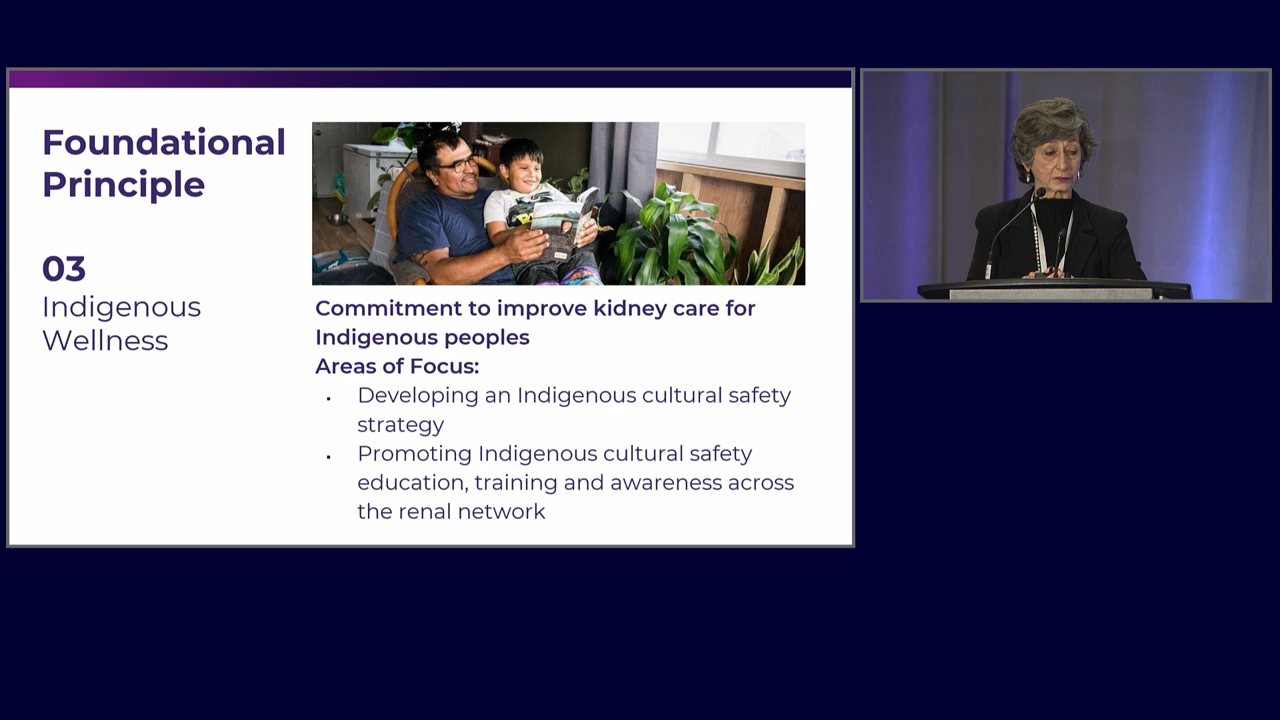 Foundational
Principle
03
Indigenous
Wellness
Commitment to improve kidney care for
Indigenous peoples
Areas of Focus:
Developing an Indigenous cultural safety
strategy
Promoting Indigenous cultural safety
education, training and awareness across
the renal network